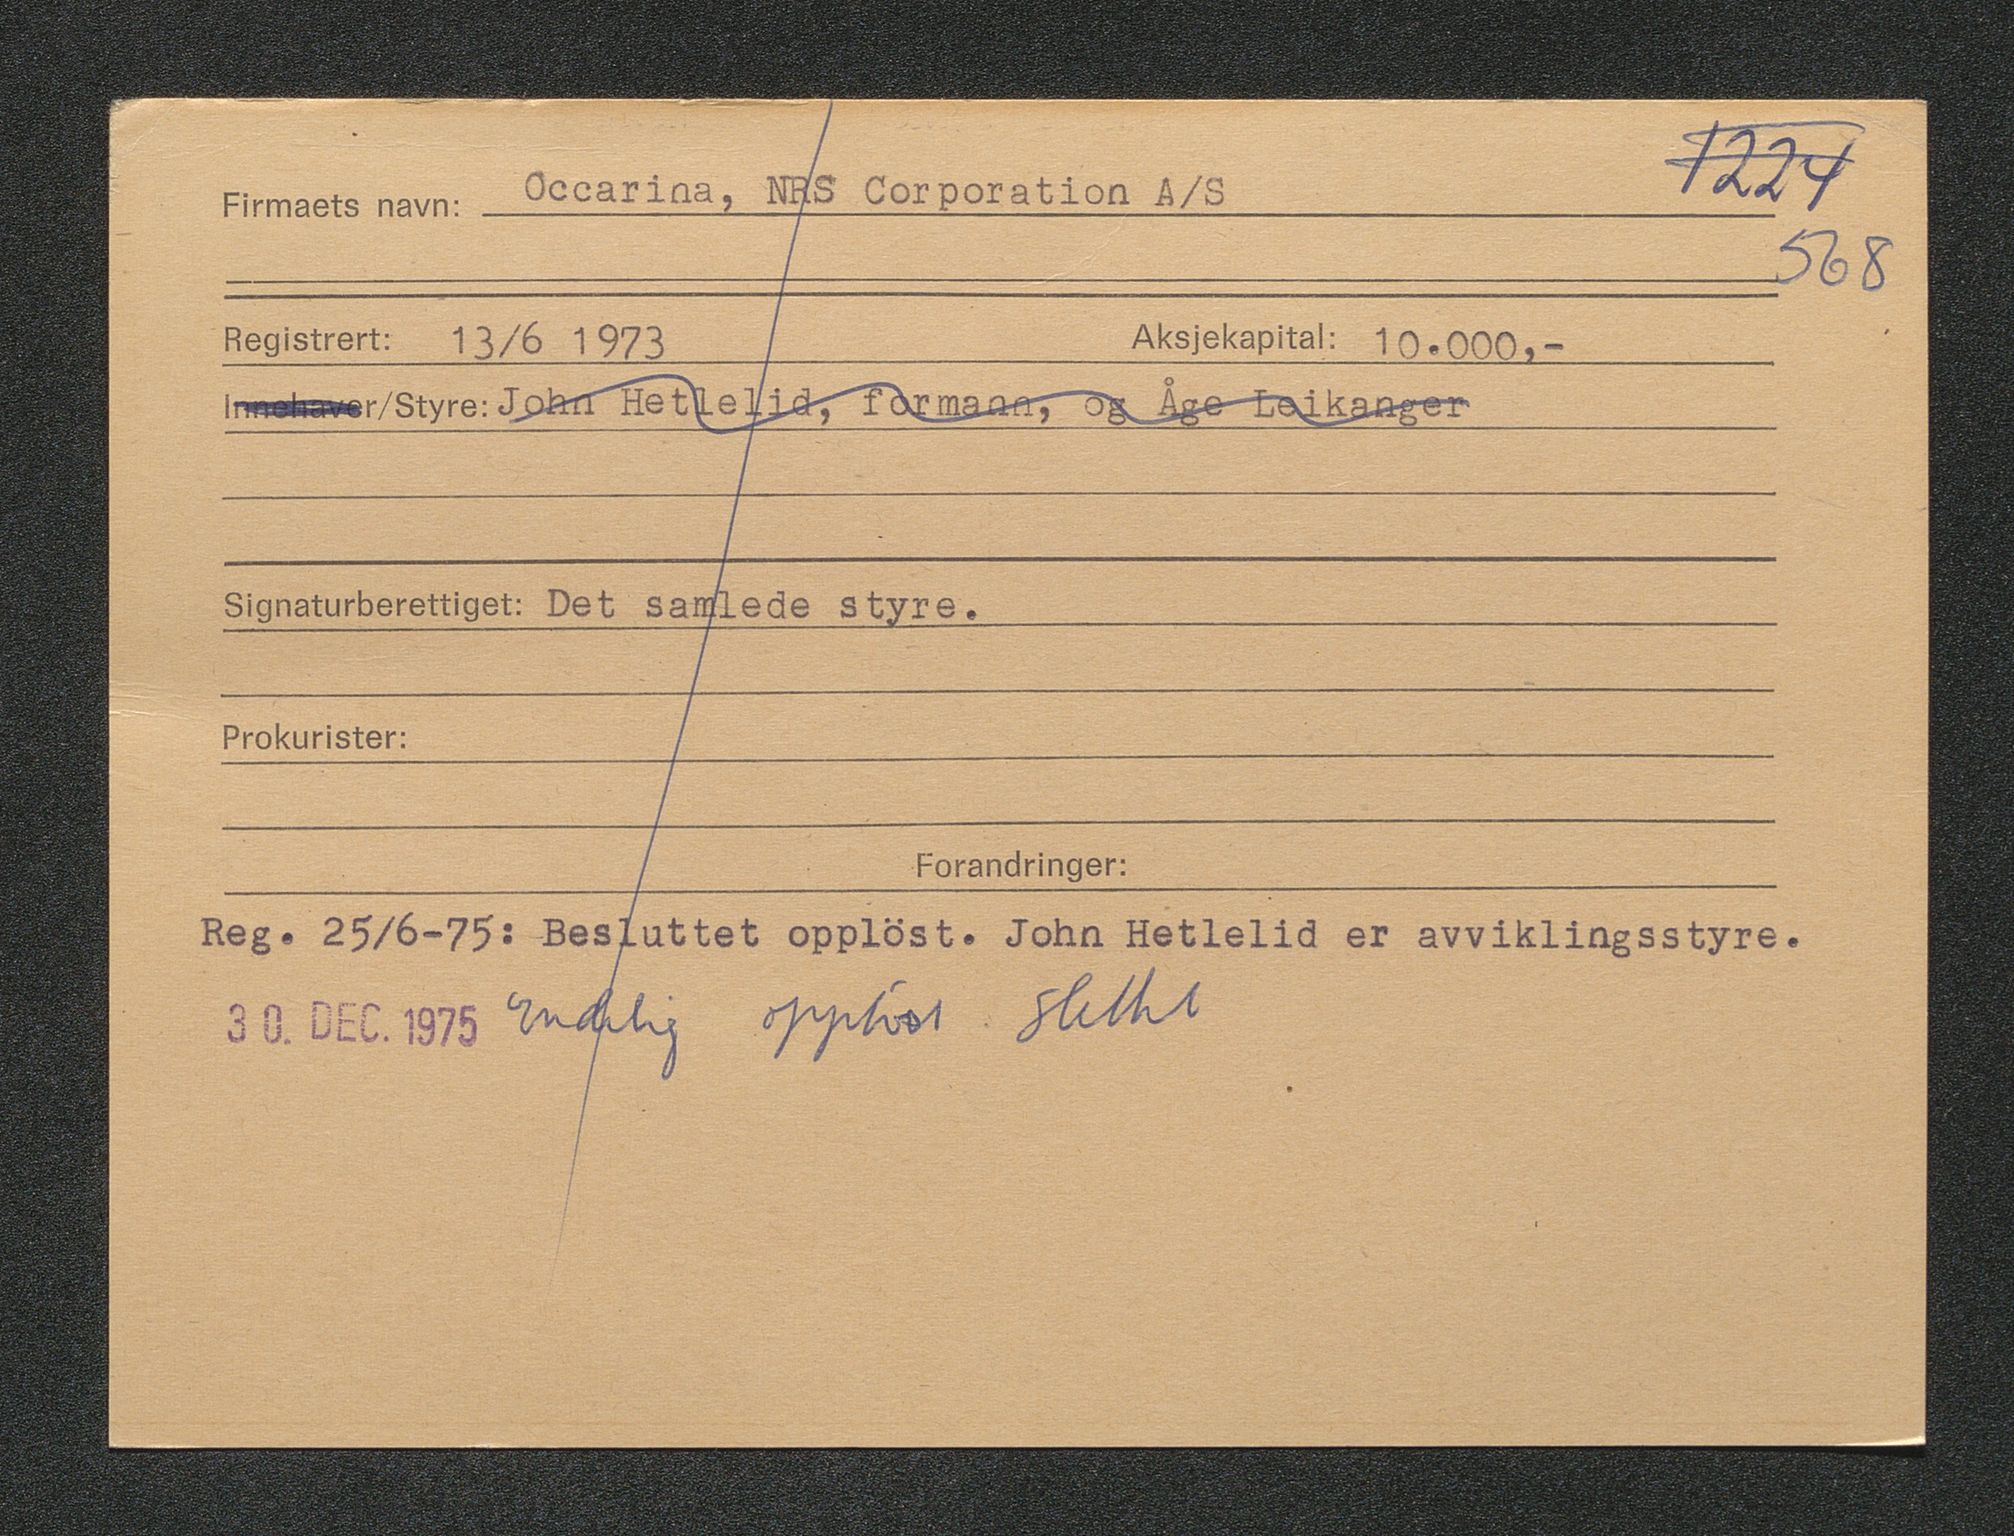 1224
Firmaets navn: Occarina, NRS Corporation A/S
568
Registrert: 13/6 1973 Aksjekapital: 10.000,-
Innehaver/Styre: John Hetlelid, formann, og Åge Leikanger
Signaturberettiget: Det samlede styre.
Prokurister:
Forandringer:
Reg. 25/6-75: Besluttet opplöst. John Hetlelid er avviklingsstyre.
30. DEC. 1975 Endelig oppløst slettet